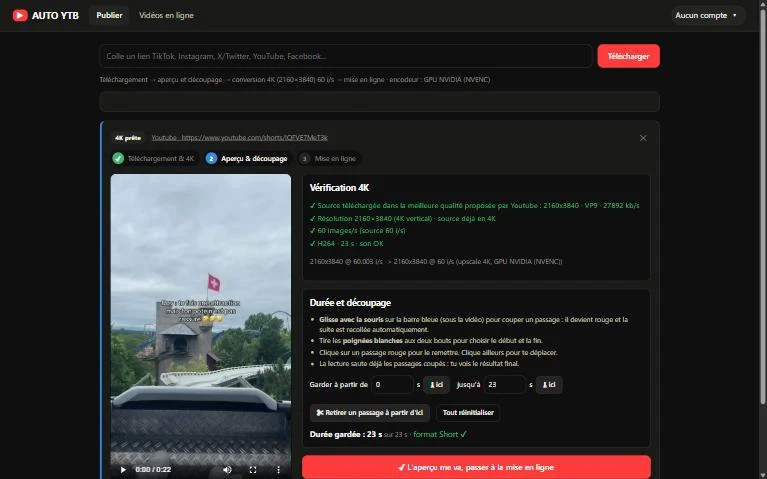 AUTO YTB
Publier
Vidéos en ligne
Aucun compte
Colle un lien TikTok, Instagram, X/Twitter, YouTube, Facebook...
Télécharger
Téléchargement → aperçu et découpage → conversion 4K (2160×3840) 60 i/s → mise en ligne · encodeur : GPU NVIDIA (NVENC)
4K prête
Youtube · https://www.youtube.com/shorts/
Téléchargement & 4K
2 Aperçu & découpage
3 Mise en ligne
Vérification 4K
✓ Source téléchargée dans la meilleure qualité proposée par Youtube : 2160x3840 · VP9 · 27892 kb/s
✓ Résolution 2160×3840 (4K vertical) · source déjà en 4K
✓ 60 images/s (source 60 i/s)
✓ H264 · 23 s · son OK
2160x3840 @ 60.003 i/s -> 2160x3840 @ 60 i/s (upscale 4K, GPU NVIDIA (NVENC))
tu fais une attraction
mais ton potein est pas
rassuré
Durée et découpage
• Glisse avec la souris sur la barre bleue (sous la vidéo) pour couper un passage : il devient rouge et la
suite est recollée automatiquement.
• Tire les poignées blanches aux deux bouts pour choisir le début et la fin.
• Clique sur un passage rouge pour le remettre. Clique ailleurs pour te déplacer.
• La lecture saute déjà les passages coupés : tu vois le résultat final.
Garder à partir de 0 s ici jusqu'à 23 s ici
Retirer un passage à partir d'ici
Tout réinitialiser
Durée gardée : 23 s sur 23 s · format Short ✓
0:00 / 0:22
✓ L'aperçu me va, passer à la mise en ligne